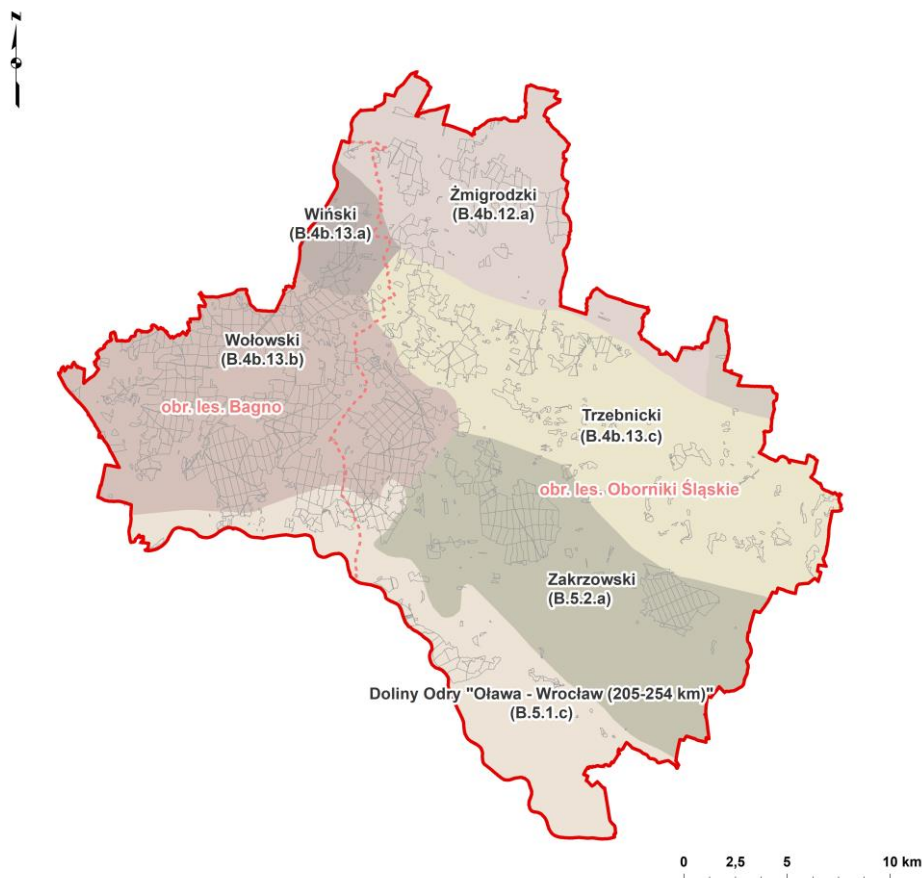 N
Żmigrodzki
(B.4b.12.a)
Wiński
(B.4b.13.a)
Wołowski
(B.4b.13.b)
obr. les. Bagno
Trzebnicki
(B.4b.13.c)
obr. les. Oborniki Śląskie
Zakrzowski
(B.5.2.a)
Doliny Odry "Oława - Wrocław (205-254 km)"
(B.5.1.c)
0 2,5 5 10 km